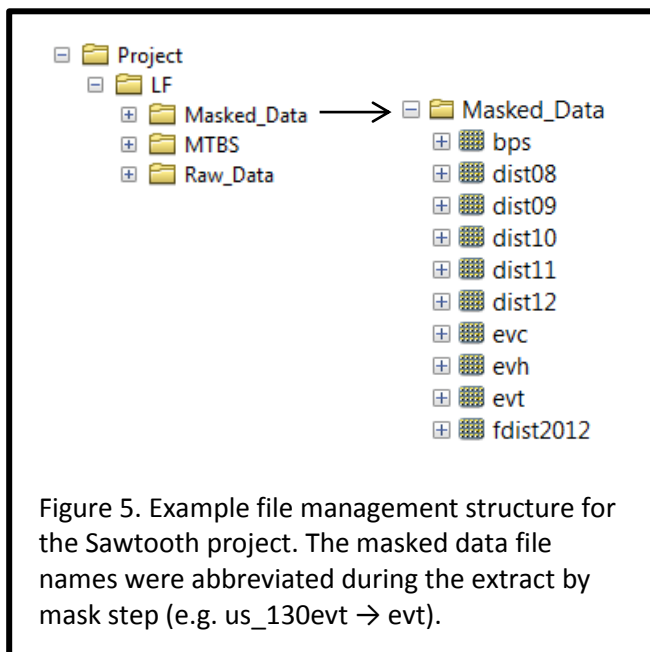 Project
LF
Masked_Data
MTBS
Raw_Data
Masked_Data
bps
dist08
dist09
dist10
dist11
dist12
evc
evh
evt
fdist2012
Figure 5. Example file management structure for
the Sawtooth project. The masked data file
names were abbreviated during the extract by
mask step (e.g. us_130evt → evt).